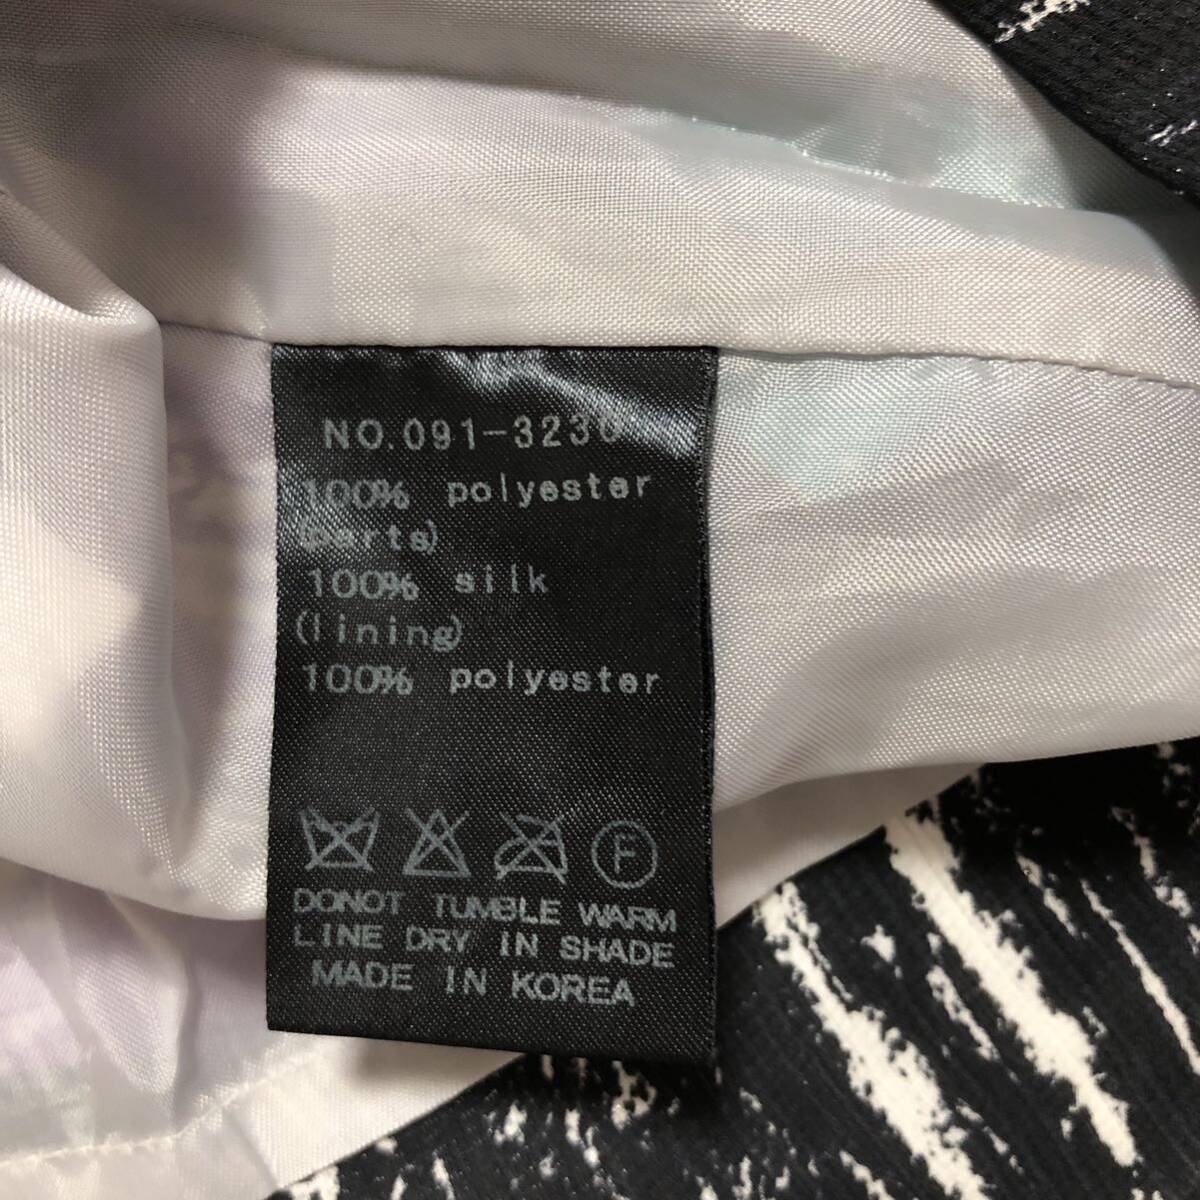 NO.091-3230
100% polyester
(parts)
100% silk
(lining)
100% polyester
F
DONOT TUMBLE WARM
LINE DRY IN SHADE
MADE IN KOREA